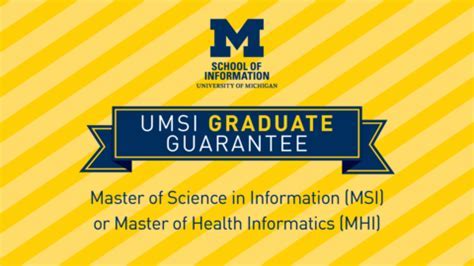 M
SCHOOL OF
INFORMATION
UNIVERSITY OF MICHIGAN
UMSI GRADUATE
GUARANTEE
Master of Science in Information (MSI)
or Master of Health Informatics (MHI)